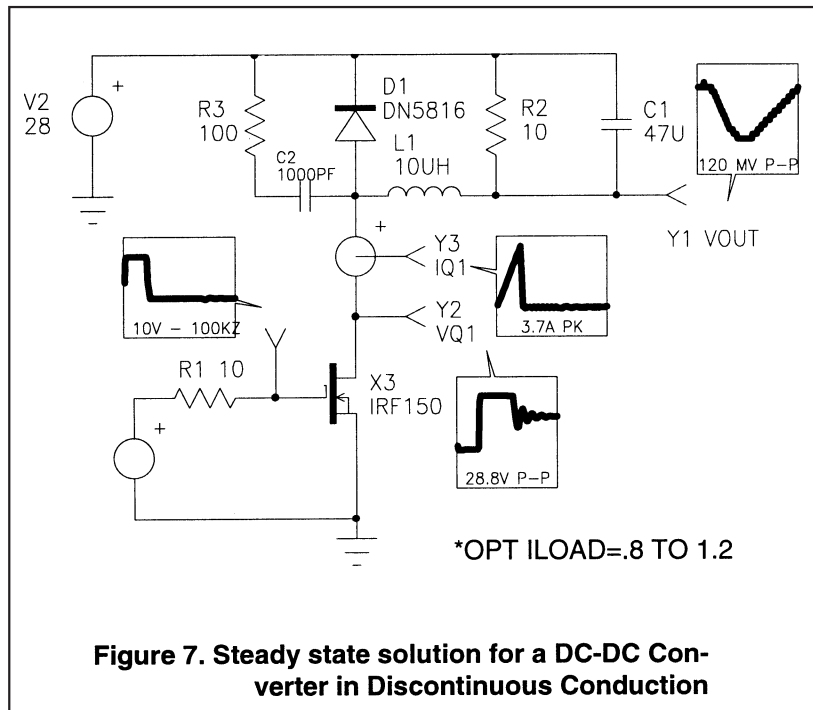 V2
28
+
R3
100
C2
1000PF
D1
DN5816
L1
10UH
R2
10
C1
47U
120 MV P-P
Y1 VOUT
+
Y3
IQ1
3.7A PK
Y2
VQ1
10V - 100KZ
R1 10
X3
IRF150
+
28.8V P-P
*OPT ILOAD=.8 TO 1.2
Figure 7. Steady state solution for a DC-DC Con-
verter in Discontinuous Conduction